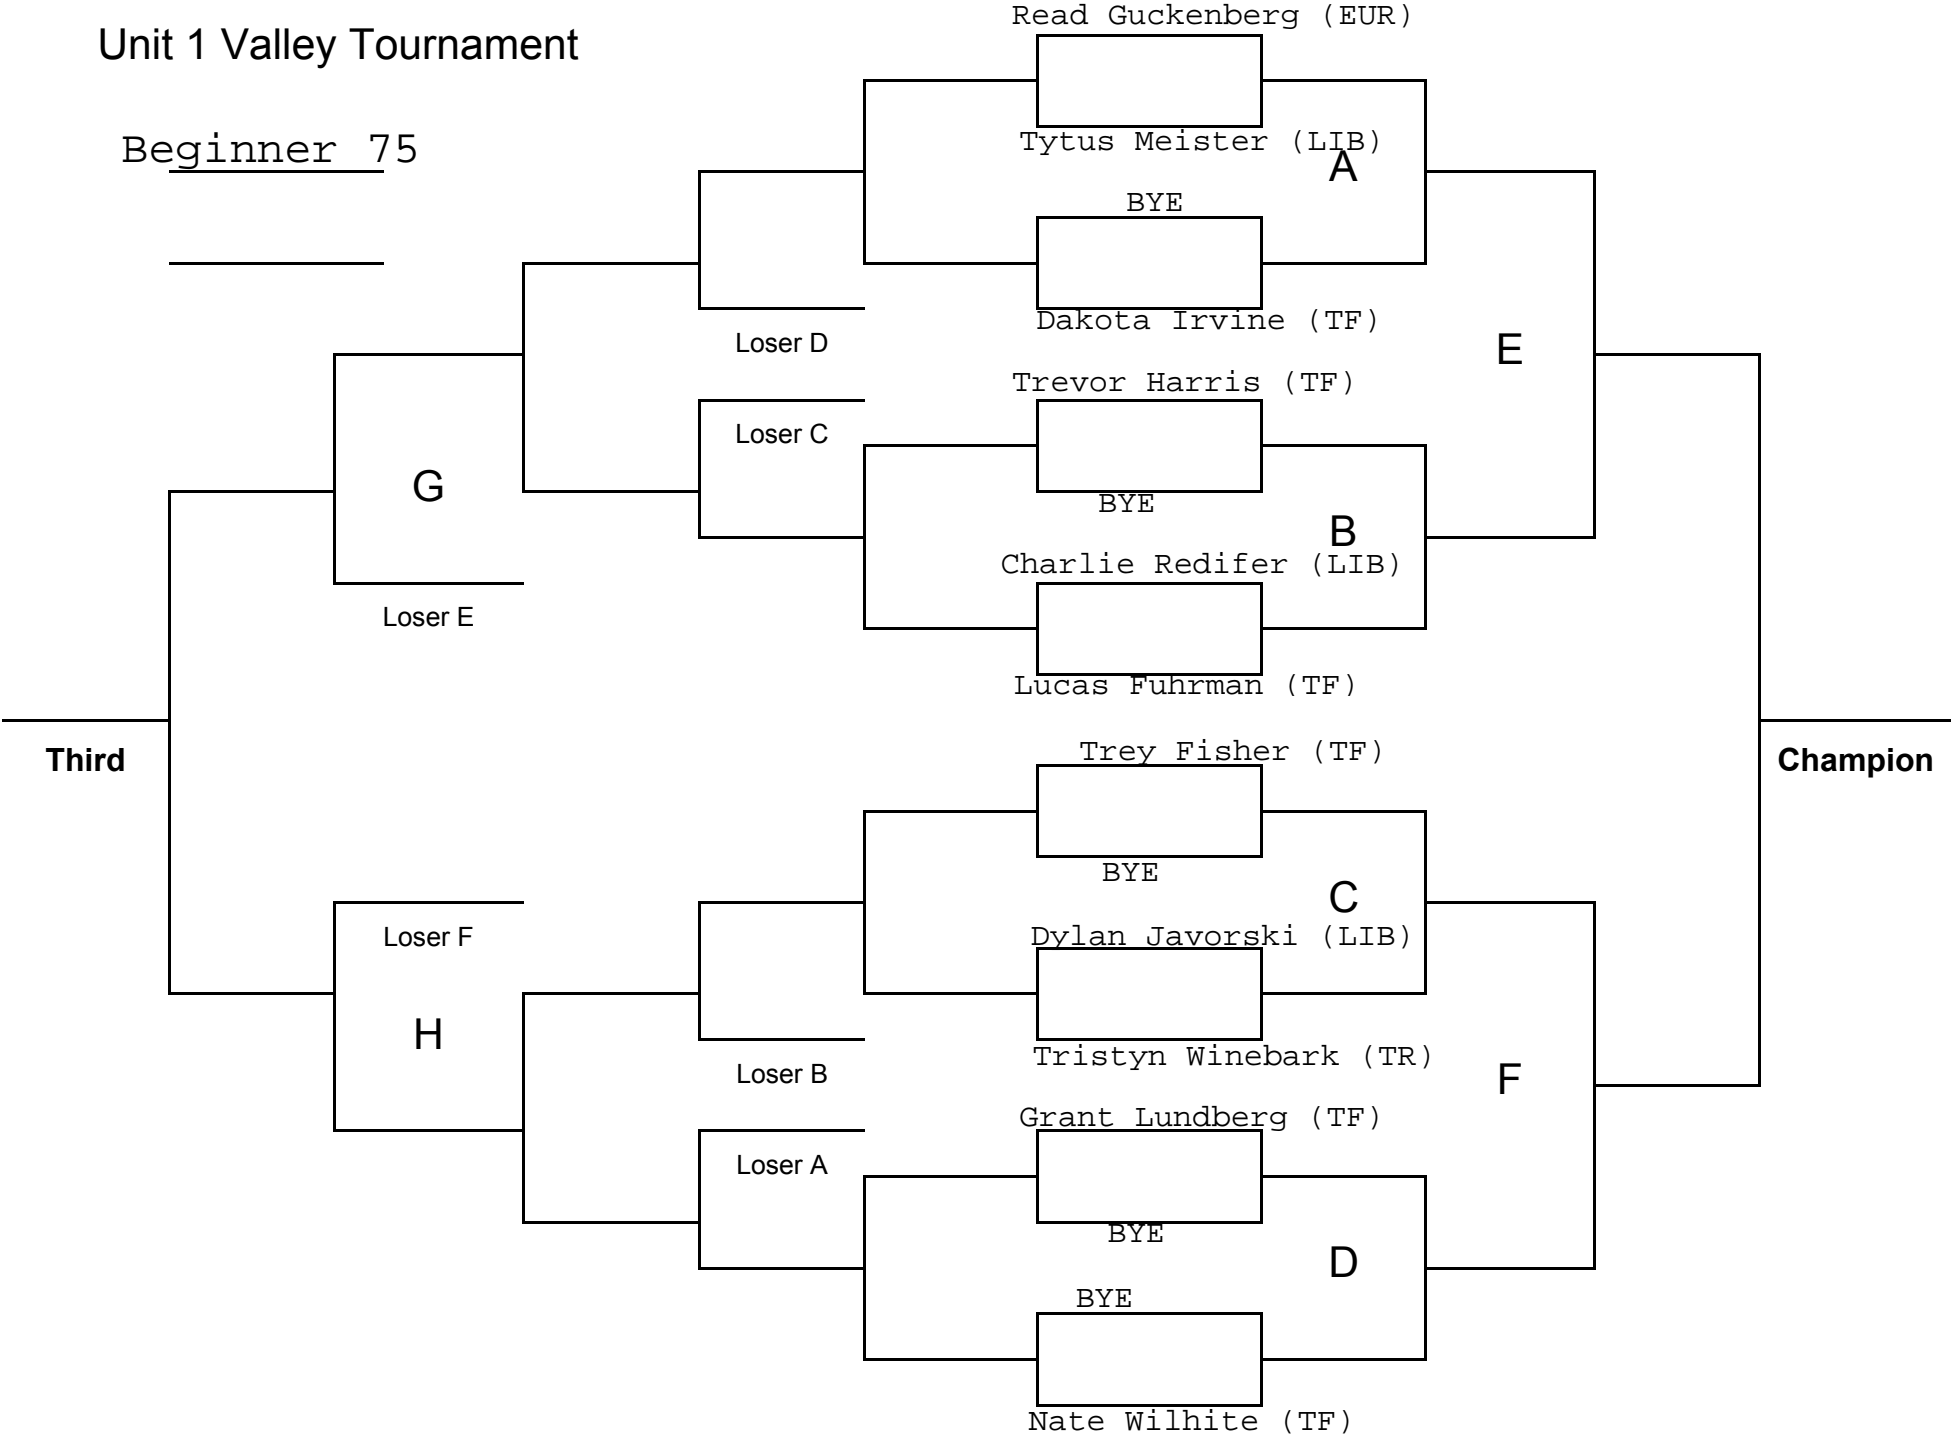 Unit 1 Valley Tournament
Beginner 75
Read Guckenberg (EUR)
Tytus Meister (LIB)
A
BYE
Dakota Irvine (TF)
Loser D
E
Trevor Harris (TF)
Loser C
G
BYE
B
Charlie Redifer (LIB)
Loser E
Lucas Fuhrman (TF)
Third
Trey Fisher (TF)
Champion
BYE
C
Loser F
Dylan Javorski (LIB)
H
Tristyn Winebark (TR)
Loser B
F
Grant Lundberg (TF)
Loser A
BYE
D
BYE
Nate Wilhite (TF)